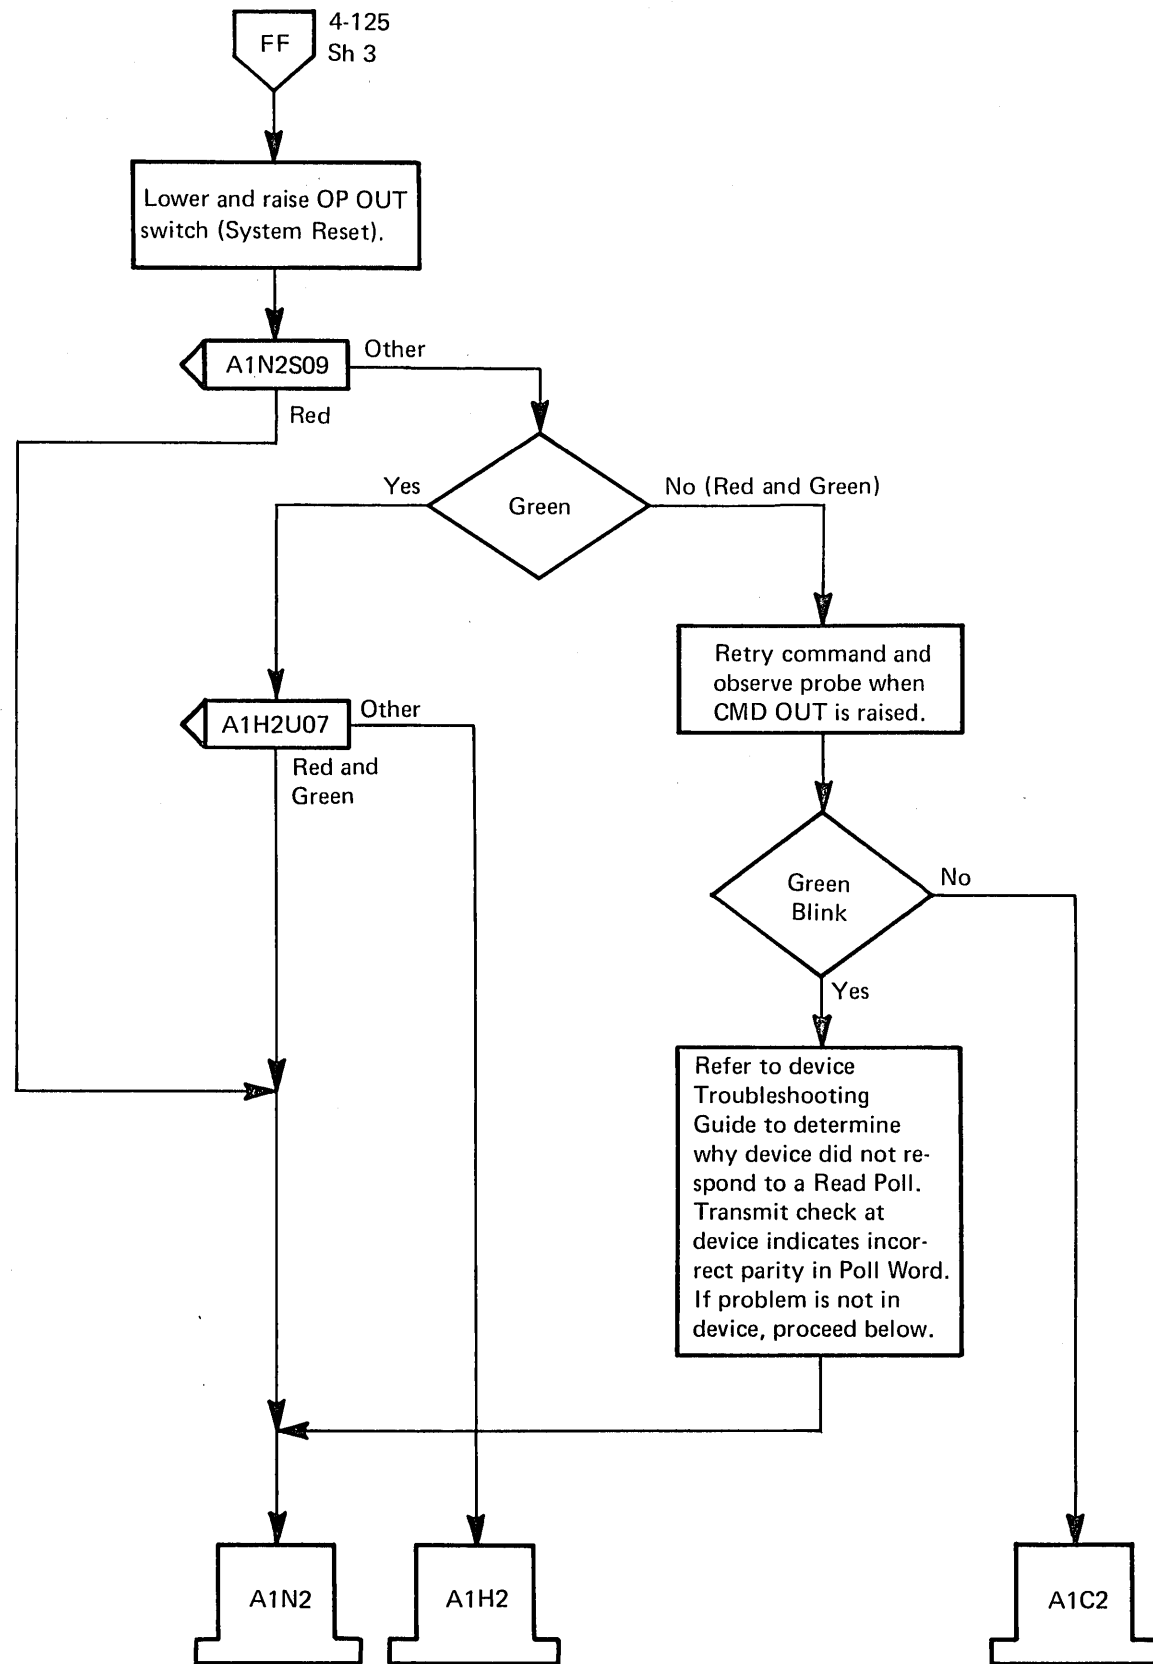 FF
4-125
Sh 3
Lower and raise OP OUT
switch (System Reset).
A1N2S09
Other
Red
Yes
Green
No (Red and Green)
Retry command and
observe probe when
CMD OUT is raised.
A1H2U07
Other
Red and
Green
Green
Blink
No
Yes
Refer to device
Troubleshooting
Guide to determine
why device did not re-
spond to a Read Poll.
Transmit check at
device indicates incor-
rect parity in Poll Word.
If problem is not in
device, proceed below.
A1N2
A1H2
A1C2